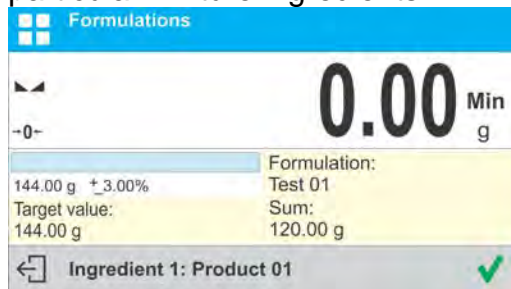 Formulations
0.00 Min
→0←
g
144.00 g ±3.00%
Formulation:
Test 01
Target value:
144.00 g
Sum:
120.00 g
Ingredient 1: Product 01